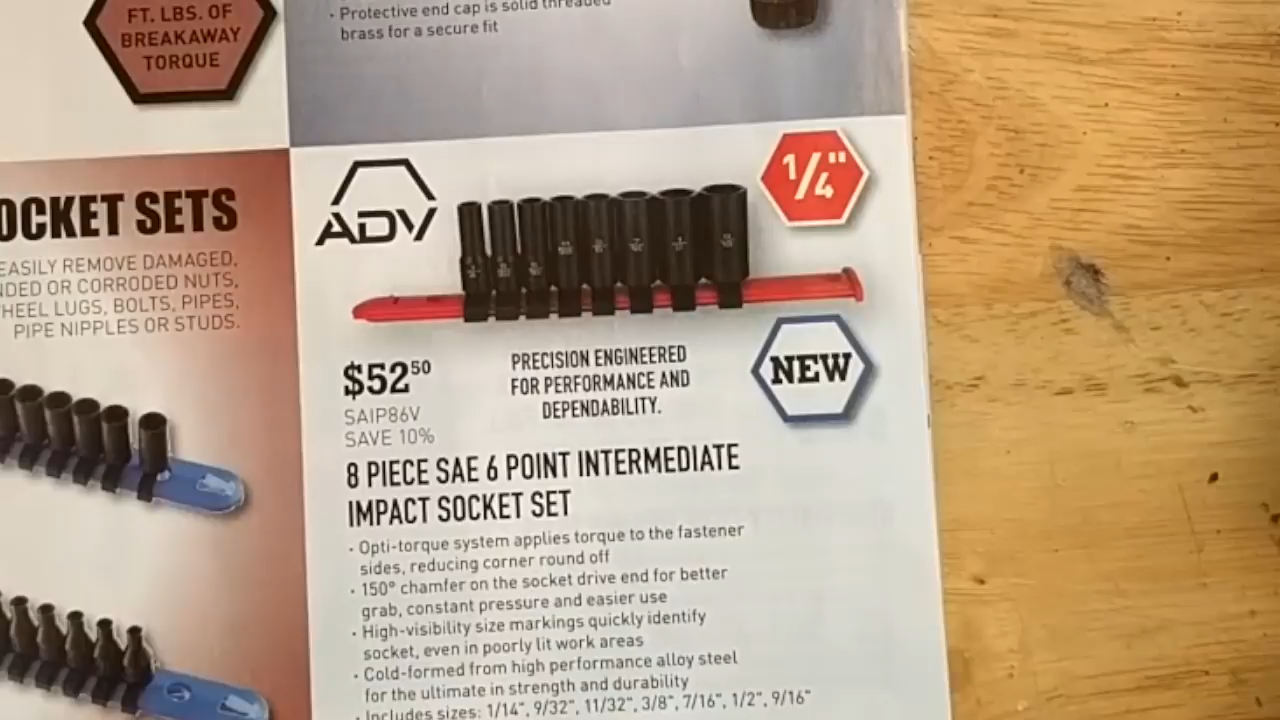 FT. LBS. OF
BREAKAWAY
TORQUE
· Protective end cap is solid threaded
brass for a secure fit
OCKET SETS
EASILY REMOVE DAMAGED,
NDED OR CORRODED NUTS,
HEEL LUGS, BOLTS, PIPES,
PIPE NIPPLES OR STUDS.
ADV
1/4"
$5250
SAIP86V
SAVE 10%
PRECISION ENGINEERED
FOR PERFORMANCE AND
DEPENDABILITY.
NEW
8 PIECE SAE 6 POINT INTERMEDIATE
IMPACT SOCKET SET
· Opti-torque system applies torque to the fastener
sides, reducing corner round off
· 150° chamfer on the socket drive end for better
grab, constant pressure and easier use
· High-visibility size markings quickly identify
socket, even in poorly lit work areas
· Cold-formed from high performance alloy steel
for the ultimate in strength and durability
· Includes sizes: 1/14", 9/32", 11/32", 3/8", 7/16", 1/2", 9/16"